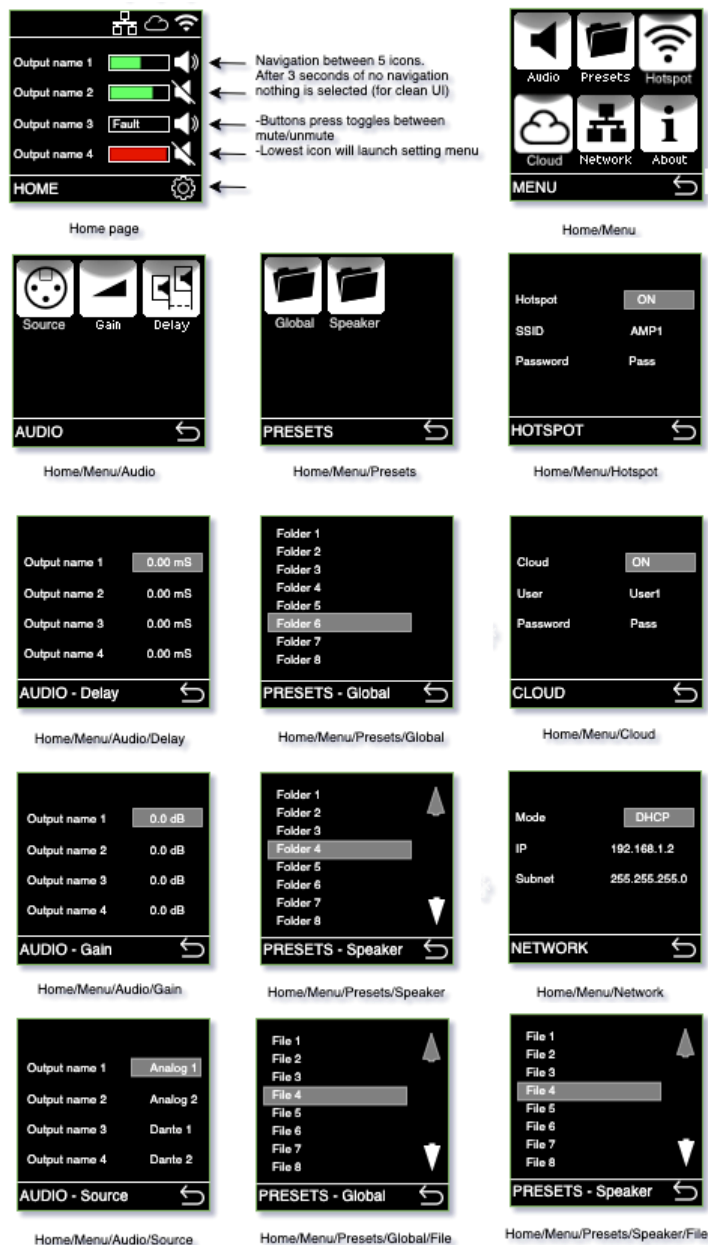 Output name 1
Output name 2
Output name 3 Fault
Output name 4
HOME
Home page
Navigation between 5 icons.
After 3 seconds of no navigation
nothing is selected (for clean UI)
-Buttons press toggles between
mute/unmute
-Lowest icon will launch setting menu
Audio Presets Hotspot
Cloud Network About
MENU
Home/Menu
Source Gain Delay
AUDIO
Home/Menu/Audio
Global Speaker
PRESETS
Home/Menu/Presets
Hotspot ON
SSID AMP1
Password Pass
HOTSPOT
Home/Menu/Hotspot
Output name 1 0.00 mS
Output name 2 0.00 mS
Output name 3 0.00 mS
Output name 4 0.00 mS
AUDIO - Delay
Home/Menu/Audio/Delay
Folder 1
Folder 2
Folder 3
Folder 4
Folder 5
Folder 6
Folder 7
Folder 8
PRESETS - Global
Home/Menu/Presets/Global
Cloud ON
User User1
Password Pass
CLOUD
Home/Menu/Cloud
Output name 1 0.0 dB
Output name 2 0.0 dB
Output name 3 0.0 dB
Output name 4 0.0 dB
AUDIO - Gain
Home/Menu/Audio/Gain
Folder 1
Folder 2
Folder 3
Folder 4
Folder 5
Folder 6
Folder 7
Folder 8
PRESETS - Speaker
Home/Menu/Presets/Speaker
Mode DHCP
IP 192.168.1.2
Subnet 255.255.255.0
NETWORK
Home/Menu/Network
Output name 1 Analog 1
Output name 2 Analog 2
Output name 3 Dante 1
Output name 4 Dante 2
AUDIO - Source
Home/Menu/Audio/Source
File 1
File 2
File 3
File 4
File 5
File 6
File 7
File 8
PRESETS - Global
Home/Menu/Presets/Global/File
File 1
File 2
File 3
File 4
File 5
File 6
File 7
File 8
PRESETS - Speaker
Home/Menu/Presets/Speaker/File